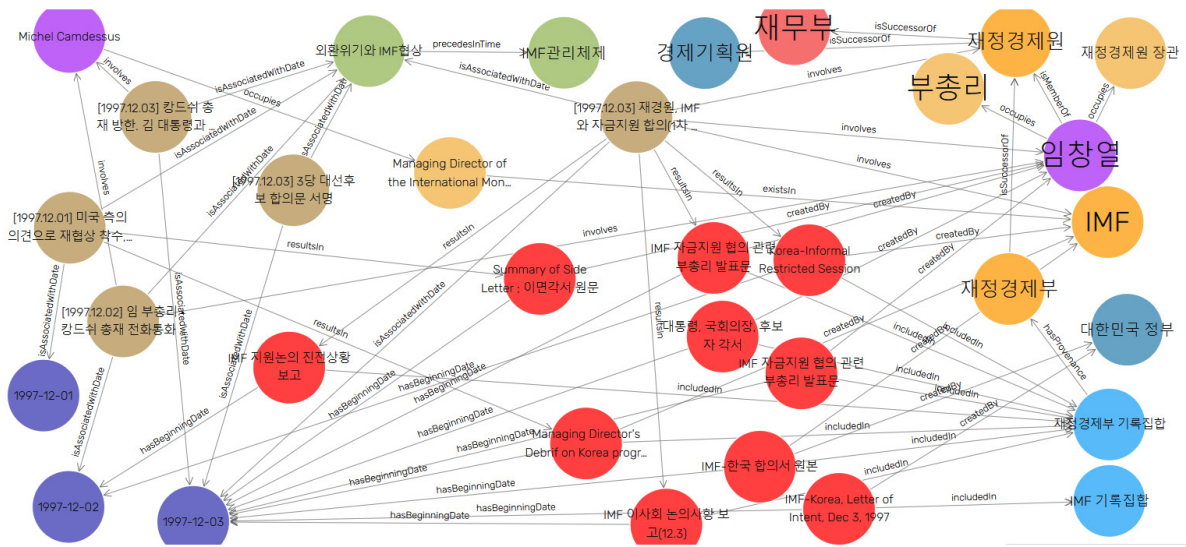 Michel Camdessus
외환위기와 IMF협상
precedesInTime
IMF관리체제
경제기획원
재무부
isSuccessorOf
isSuccessorOf
재정경제원
재정경제원 장관
involves
isAssociatedWithDate
isAssociatedWithDate
occupies
involves
부총리
isMemberOf
occupies
occupies
[1997.12.03] 캉드쉬 총
재 방한. 김 대통령과 ...
[1997.12.03] 재경원, IMF
와 자금지원 합의(1차 ...
isAssociatedWithDate
isAssociatedWithDate
involves
임창열
involves
involves
Managing Director of
the International Mon...
[1997.12.03] 3당 대선후
보 합의문 서명
isAssociatedWithDate
resultsIn
resultsIn
existsIn
isSuccessorOf
[1997.12.01] 미국 측의
의견으로 재협상 착수,...
createdBy
createdBy
IMF
involves
resultsIn
resultsIn
IMF 자금지원 협의 관련
부총리 발표문
Korea-Informal
Restricted Session
createdBy
createdBy
Summary of Side
Letter ; 이면각서 원문
재정경제부
isAssociatedWithDate
isAssociatedWithDate
[1997.12.02] 임 부총리,
캉드쉬 총재 전화통화
resultsIn
resultsIn
대통령, 국회의장, 후보
자 각서
createdBy
createdBy
includedIn
includedIn
대한민국 정부
hasProvenance
IMF 지원논의 진전상황
보고
isAssociatedWithDate
isAssociatedWithDate
IMF 자금지원 협의 관련
부총리 발표문
includedIn
includedIn
1997-12-01
hasBeginningDate
hasBeginningDate
hasBeginningDate
createdBy
createdBy
createdBy
isAssociatedWithDate
hasBeginningDate
hasBeginningDate
Managing Director's
Debrif on Korea progr...
includedIn
재정경제부 기록집합
hasBeginningDate
IMF-한국 합의서 원본
includedIn
hasBeginningDate
1997-12-02
1997-12-03
hasBeginningDate
IMF 이사회 논의사항 보
고(12.3)
IMF-Korea, Letter of
Intent, Dec 3, 1997
includedIn
IMF 기록집합